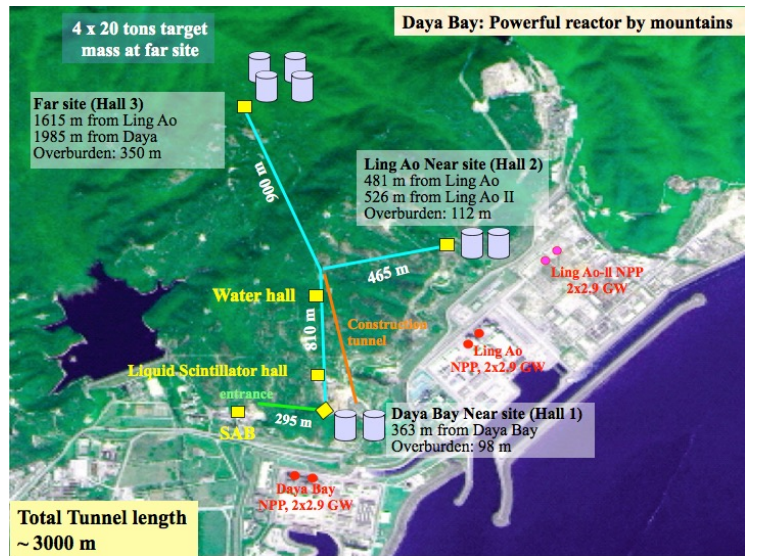 4 x 20 tons target
mass at far site
Daya Bay: Powerful reactor by mountains
Far site (Hall 3)
1615 m from Ling Ao
1985 m from Daya
Overburden: 350 m
900 m
Ling Ao Near site (Hall 2)
481 m from Ling Ao
526 m from Ling Ao II
Overburden: 112 m
465 m
Ling Ao-ll NPP
2x2.9 GW
Water hall
810 m
Construction
tunnel
Ling Ao
NPP, 2x2.9 GW
Liquid Scintillator hall
entrance
295 m
SAB
Daya Bay Near site (Hall 1)
363 m from Daya Bay
Overburden: 98 m
Daya Bay
NPP, 2x2.9 GW
Total Tunnel length
~ 3000 m